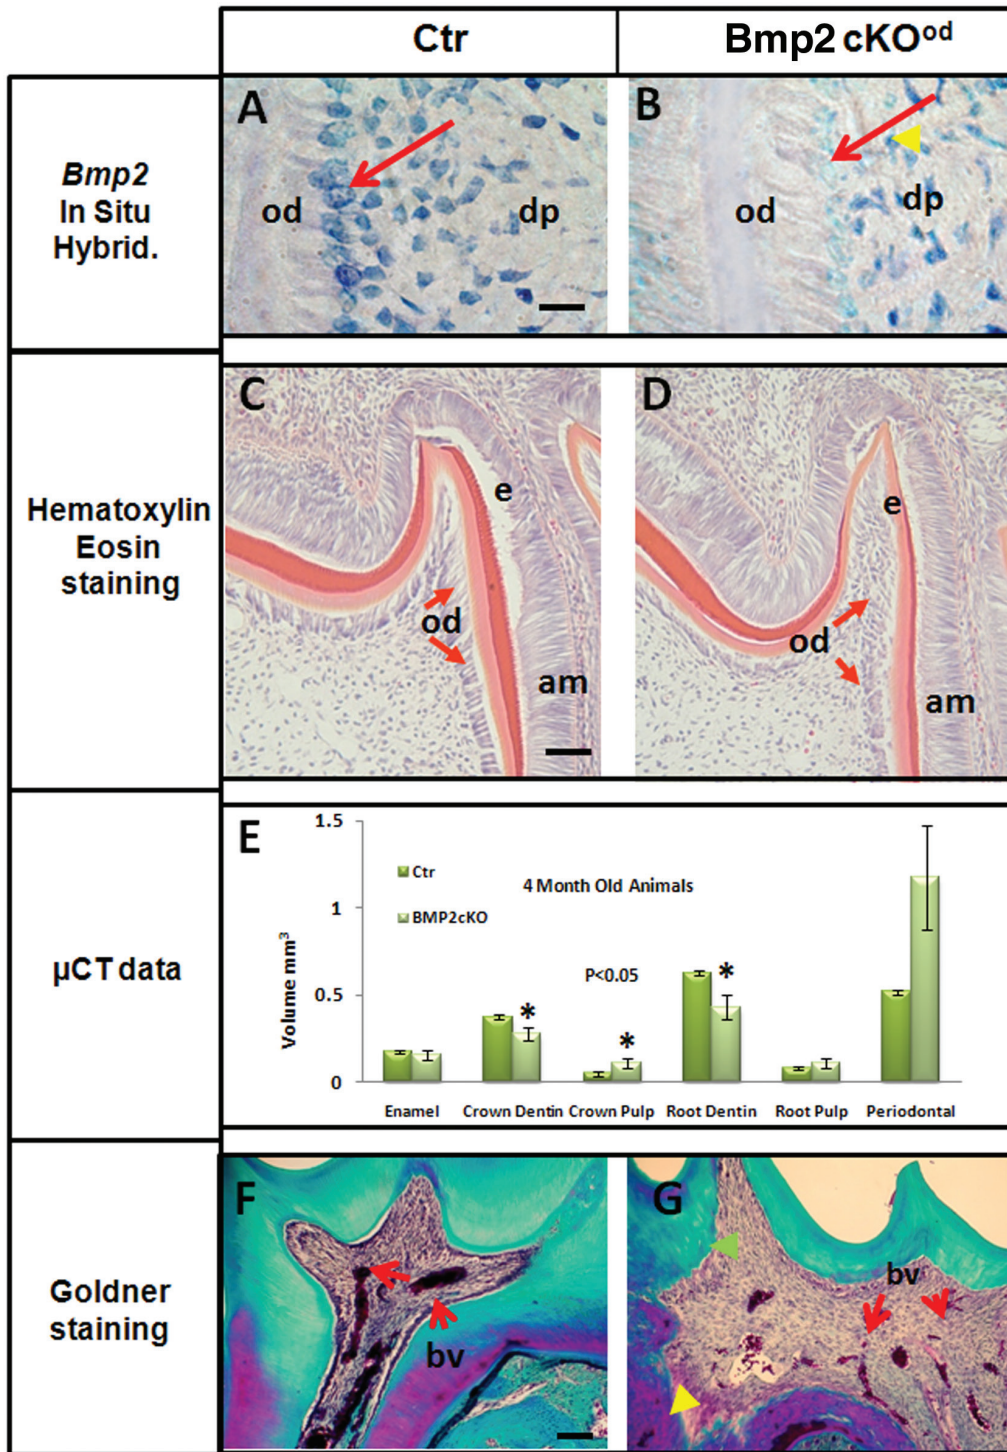 Ctr
Bmp2 cKOod
Bmp2
In Situ
Hybrid.
A
od
dp
B
od
dp
Hematoxylin
Eosin
staining
C
e
od
am
D
e
od
am
µCT data
E
1.5
1
0.5
0
Volume mm3
Ctr
BMP2cKO
4 Month Old Animals
P<0.05
*
*
*
Enamel
Crown Dentin
Crown Pulp
Root Dentin
Root Pulp
Periodontal
Goldner
staining
F
bv
G
bv